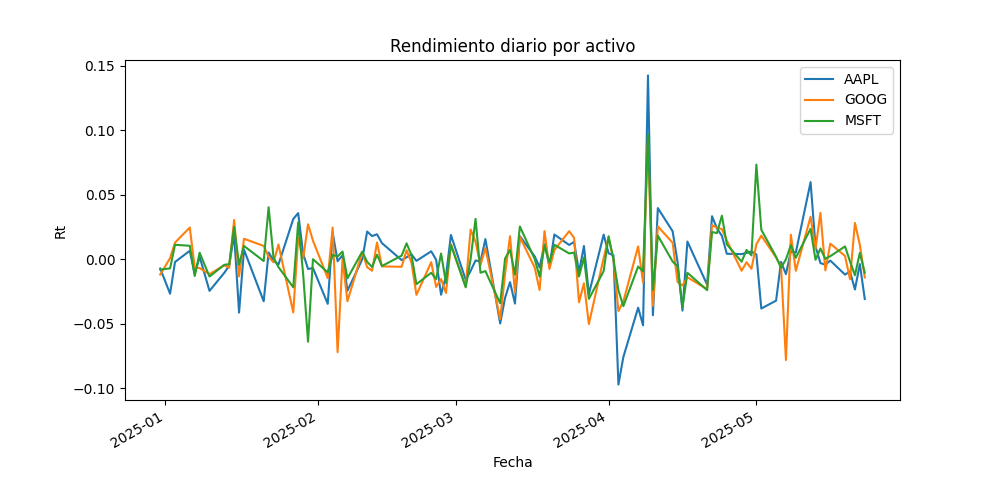 Rendimiento diario por activo
AAPL
GOOG
MSFT
Rt
0.15
0.10
0.05
0.00
−0.05
−0.10
2025-01
2025-02
2025-03
2025-04
2025-05
Fecha